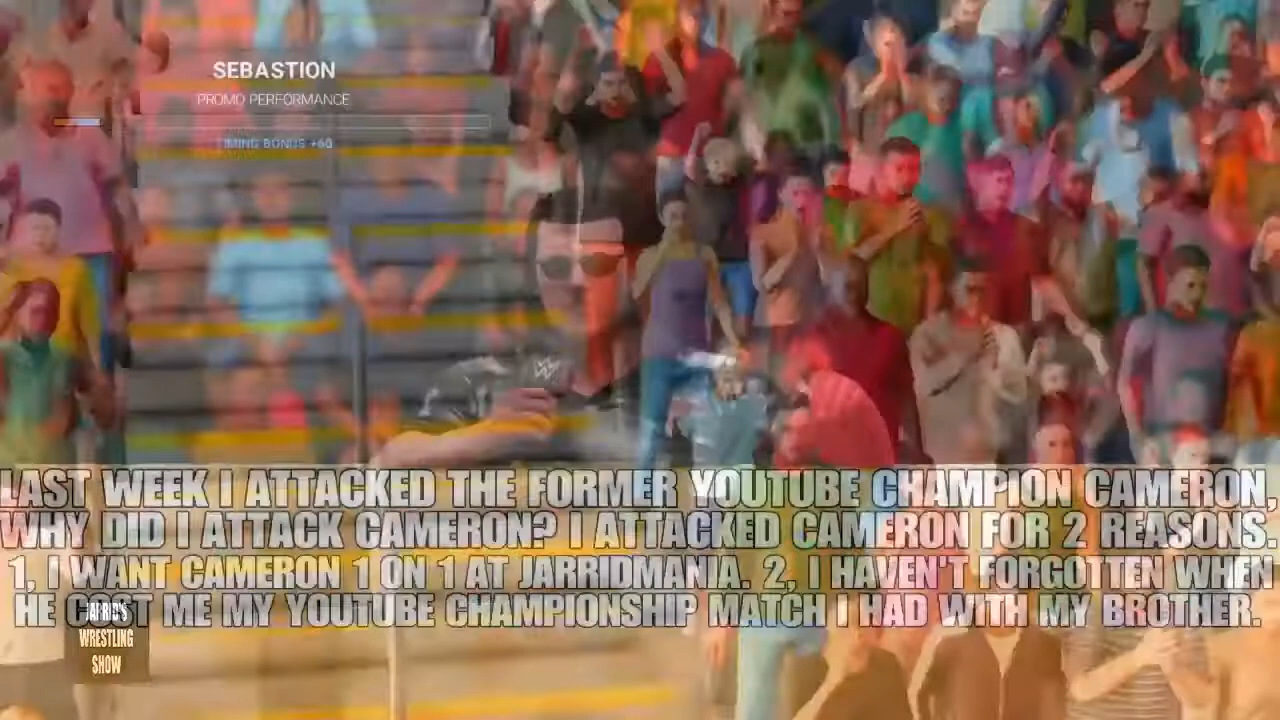 SEBASTION
PROMO PERFORMANCE
TIMING BONUS +60
LAST WEEK I ATTACKED THE FORMER YOUTUBE CHAMPION CAMERON,
WHY DID I ATTACK CAMERON? I ATTACKED CAMERON FOR 2 REASONS.
1, I WANT CAMERON 1 ON 1 AT JARRIDMANIA. 2, I HAVEN'T FORGOTTEN WHEN
HE COST ME MY YOUTUBE CHAMPIONSHIP MATCH I HAD WITH MY BROTHER.
JARRID'S
WRESTLING
SHOW